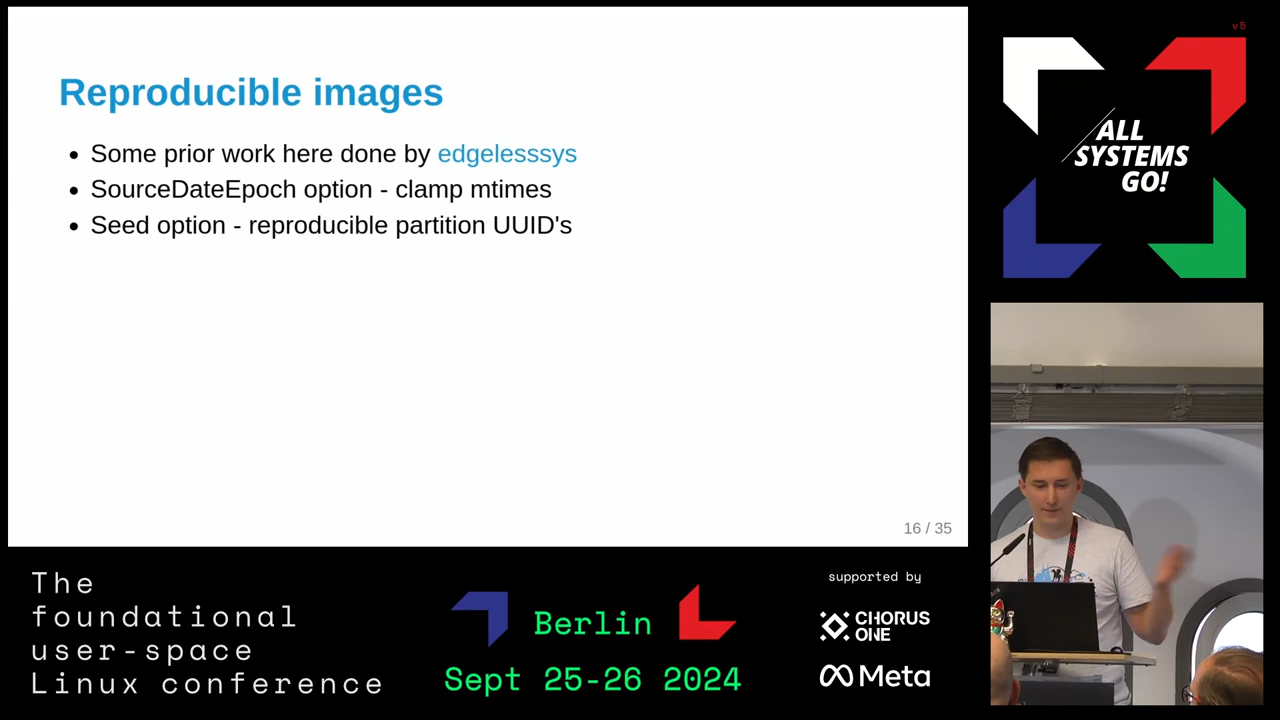 Reproducible images
Some prior work here done by edgelesssys
SourceDateEpoch option - clamp mtimes
Seed option - reproducible partition UUID's
16 / 35
v5
ALL
SYSTEMS
GO!
The
foundational
user-space
Linux conference
Berlin
Sept 25-26 2024
supported by
CHORUS
ONE
Meta